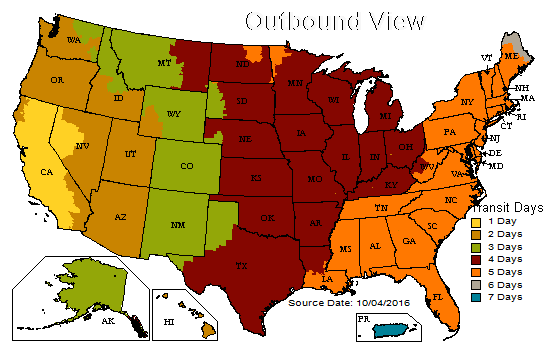 Outbound View
WA
MT
ND
MN
VT
ME
OR
ID
SD
WI
MI
NY
NH
MA
WY
RI
CT
NV
UT
NE
IA
PA
NJ
CA
CO
IL
IN
OH
DE
KS
MO
WV
VA
MD
KY
AZ
NM
OK
AR
TN
NC
SC
TX
MS
AL
GA
LA
FL
Transit Days
1 Day
2 Days
3 Days
4 Days
5 Days
6 Days
7 Days
Source Date: 10/04/2016
AK
HI
PR